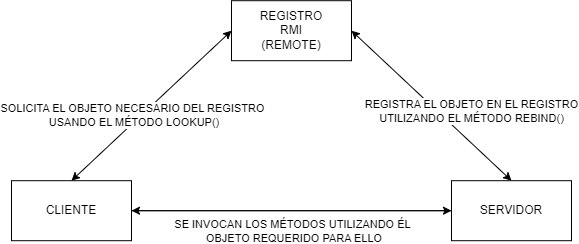 REGISTRO
RMI
(REMOTE)
SOLICITA EL OBJETO NECESARIO DEL REGISTRO
USANDO EL MÉTODO LOOKUP()
REGISTRA EL OBJETO EN EL REGISTRO
UTILIZANDO EL MÉTODO REBIND()
CLIENTE
SERVIDOR
SE INVOCAN LOS MÉTODOS UTILIZANDO ÉL
OBJETO REQUERIDO PARA ELLO